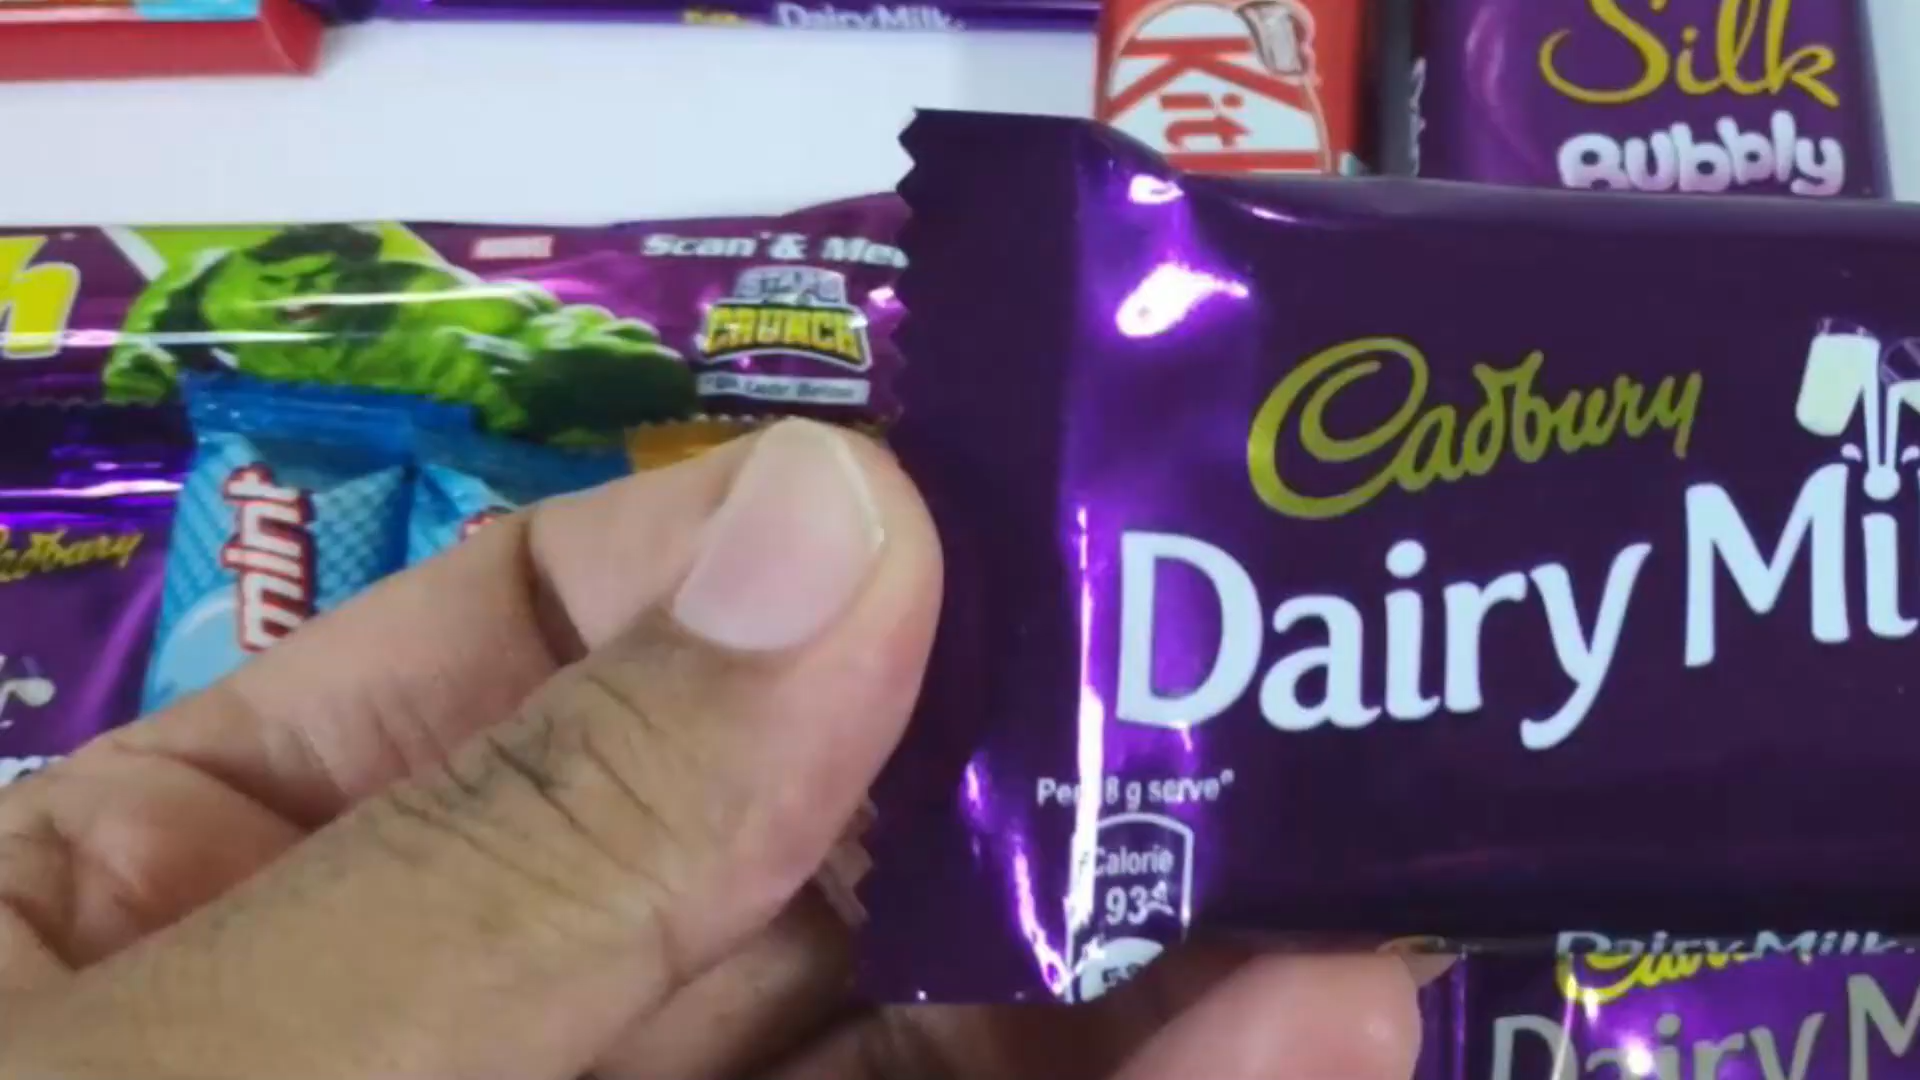 Dairy Milk
Kit
Silk
Bubbly
h
Scan & Me
CRUNCH
Cadbury
Dairy Mi
mint
Cadbury
Per 8 g serve*
Calorie
93
Dairy Milk
Dairy M